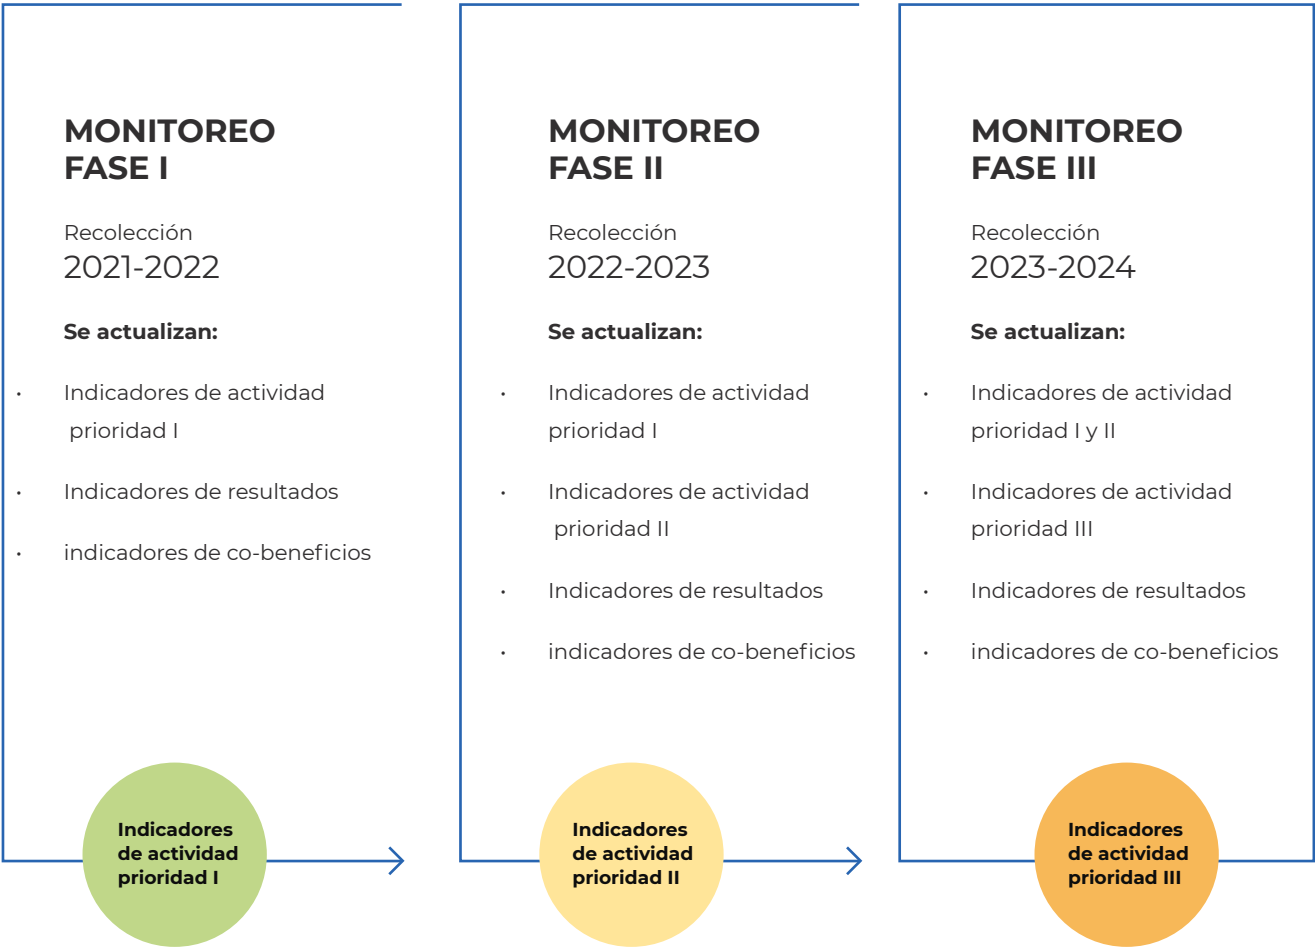 MONITOREO
FASE I
Recolección
2021-2022
Se actualizan:
• Indicadores de actividad
prioridad I
• Indicadores de resultados
• indicadores de co-beneficios
Indicadores
de actividad
prioridad I
MONITOREO
FASE II
Recolección
2022-2023
Se actualizan:
• Indicadores de actividad
prioridad I
• Indicadores de actividad
prioridad II
• Indicadores de resultados
• indicadores de co-beneficios
Indicadores
de actividad
prioridad II
MONITOREO
FASE III
Recolección
2023-2024
Se actualizan:
• Indicadores de actividad
prioridad I y II
• Indicadores de actividad
prioridad III
• Indicadores de resultados
• indicadores de co-beneficios
Indicadores
de actividad
prioridad III